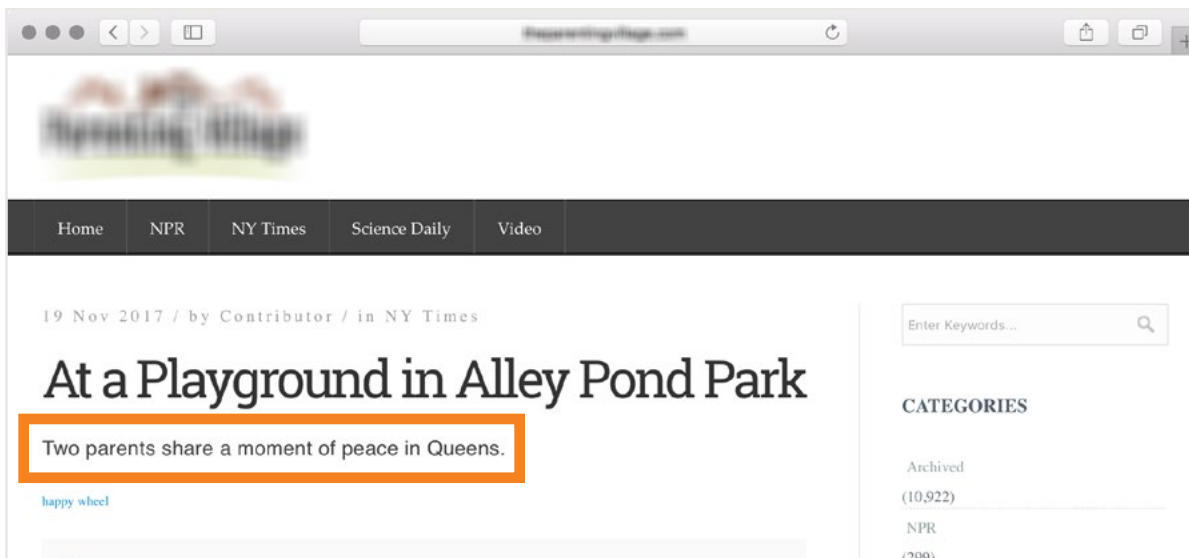 Home NPR NY Times Science Daily Video
19 Nov 2017 / by Contributor / in NY Times
At a Playground in Alley Pond Park
Two parents share a moment of peace in Queens.
happy wheel
Enter Keywords...
CATEGORIES
Archived
(10,922)
NPR
(299)